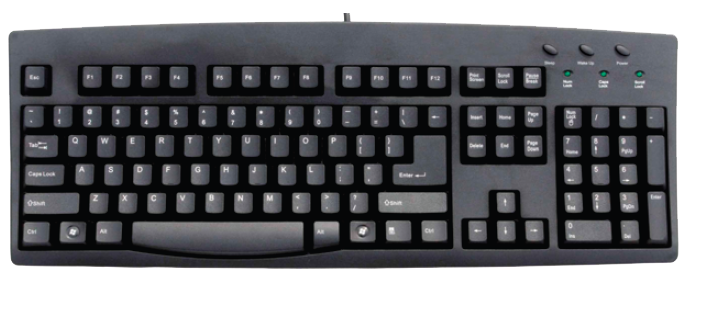 Sleep Wake Up Power
Esc F1 F2 F3 F4 F5 F6 F7 F8 F9 F10 F11 F12 Print Screen Scroll Lock Pause Break Num Lock Caps Lock Scroll Lock
~ ! @ # $ % ^ & * ( ) _ + | ← Insert Home Page Up Num Lock / * -
` 1 2 3 4 5 6 7 8 9 0 - = \
Tab Q W E R T Y U I O P { } Delete End Page Down 7 Home 8 ↑ 9 PgUp +
[ ]
Caps Lock A S D F G H J K L : " Enter ↵ 4 ← 5 6 →
; '
⇧Shift Z X C V B N M < > ? ⇧Shift ↑ 1 End 2 ↓ 3 PgDn Enter
, . /
Ctrl Alt Alt Ctrl ← ↓ → 0 Ins . Del